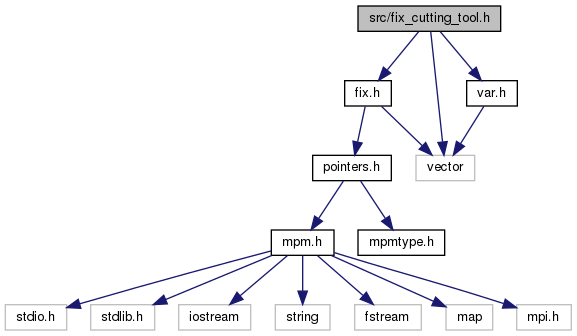 src/fix_cutting_tool.h
fix.h
var.h
pointers.h
vector
mpm.h
mpmtype.h
stdio.h
stdlib.h
iostream
string
fstream
map
mpi.h